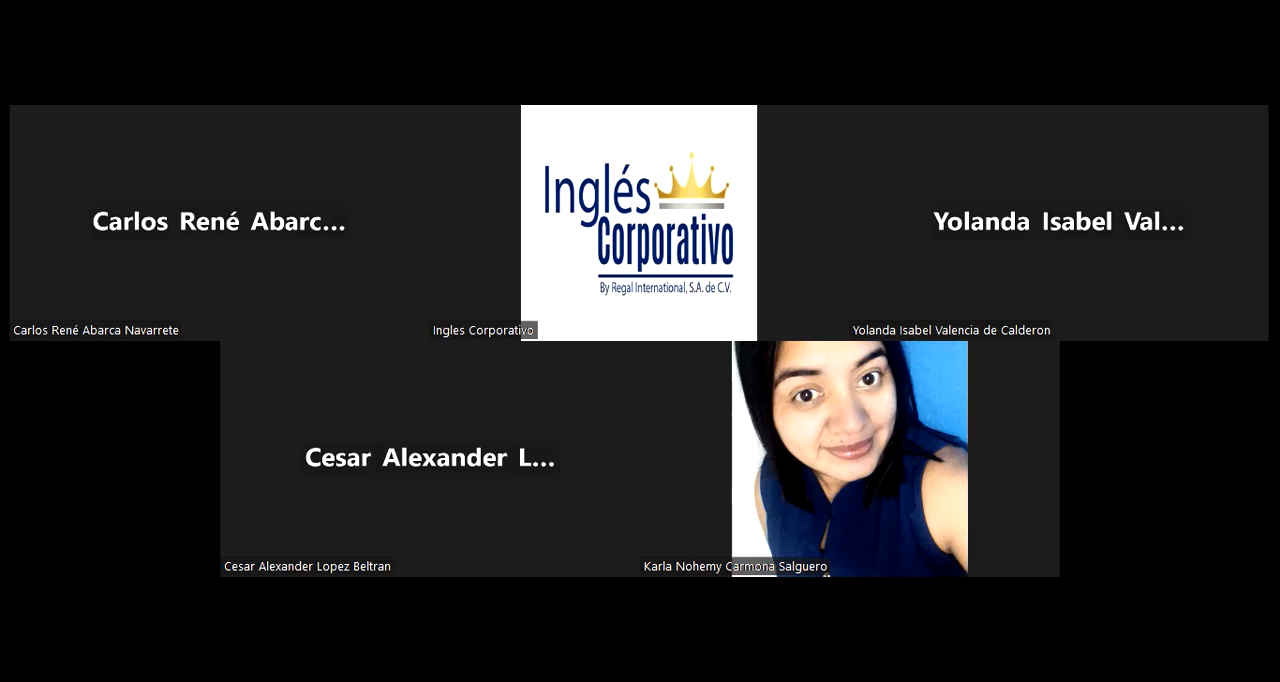 Carlos René Abarc...
Carlos René Abarca Navarrete
Inglés
Corporativo
By Regal International, S.A. de C.V.
Ingles Corporativo
Yolanda Isabel Val...
Yolanda Isabel Valencia de Calderon
Cesar Alexander L...
Cesar Alexander Lopez Beltran
Karla Nohemy Carmona Salguero